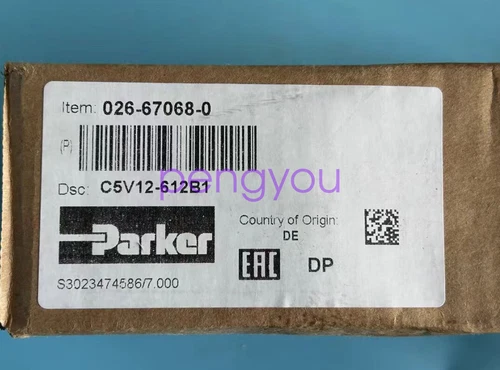 Item: 026-67068-0
(P)
pengyou
Dsc: C5V12-612B1
Parker
Country of Origin:
DE
EAC
DP
S3023474586/7.000